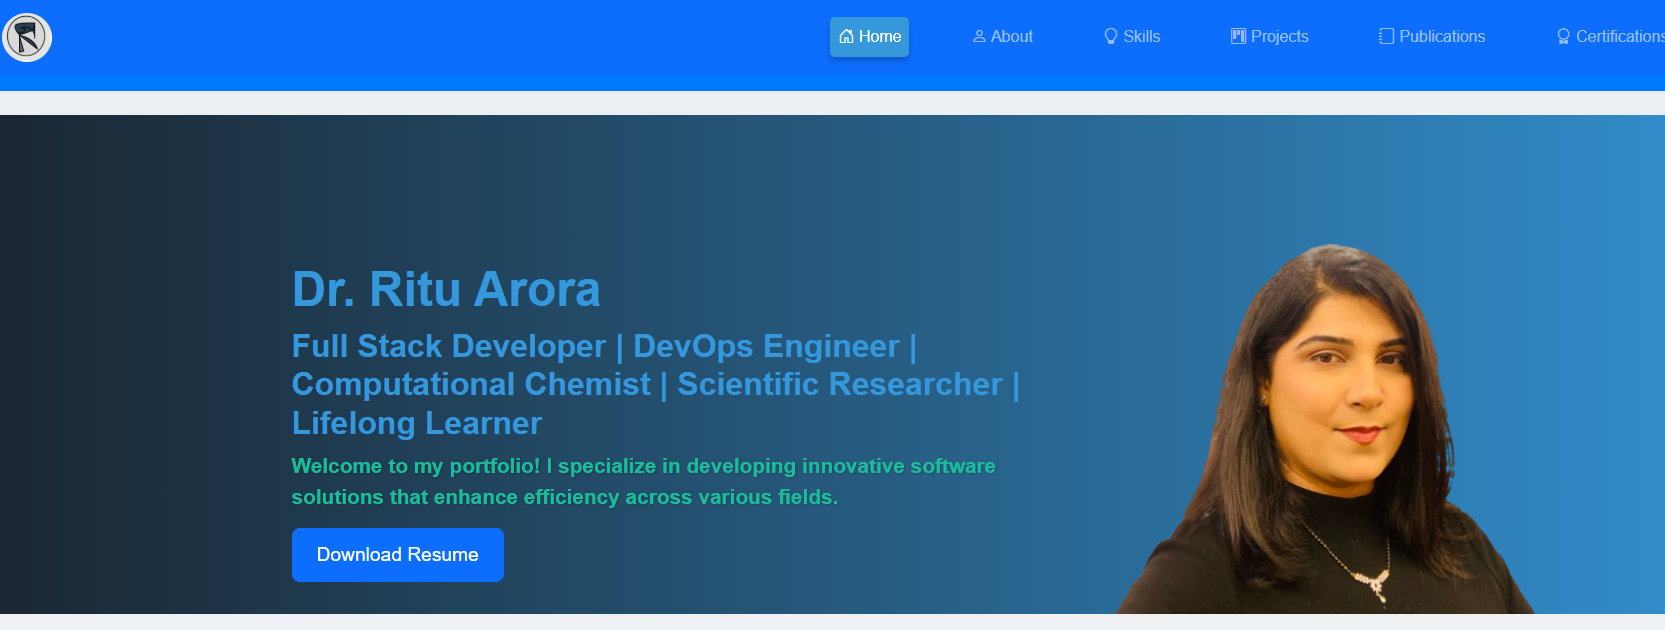 Home About Skills Projects Publications Certifications
Dr. Ritu Arora
Full Stack Developer | DevOps Engineer |
Computational Chemist | Scientific Researcher |
Lifelong Learner
Welcome to my portfolio! I specialize in developing innovative software
solutions that enhance efficiency across various fields.
Download Resume